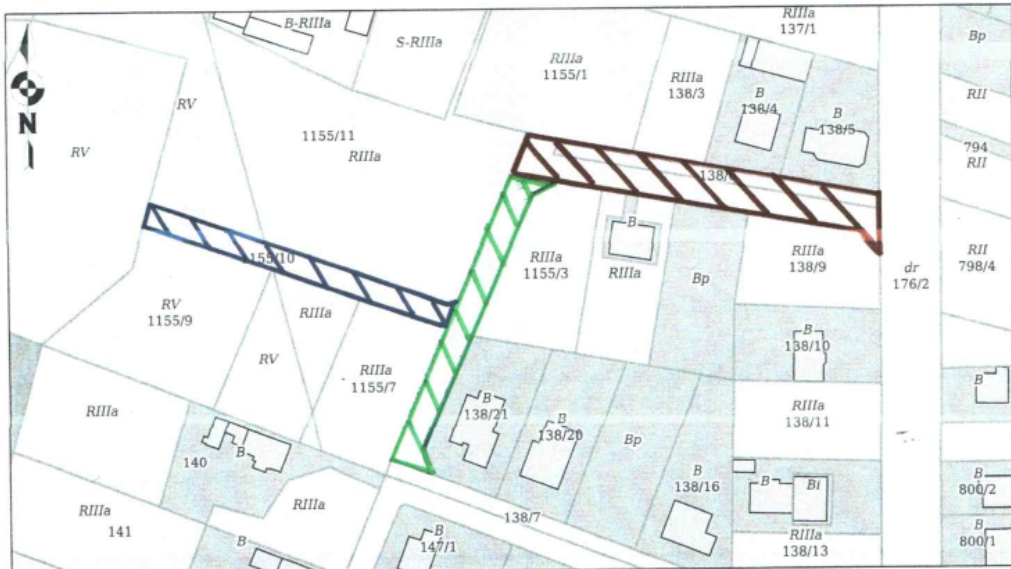 RIIIa
137/1
B-RIIIa
S-RIIIa
Bp
RIIIa
1155/1
RIIIa
138/3
B
138/4
B
138/5
RII
RV
N
1155/11
RIIIa
RV
794
RII
138/
B
RIIIa
1155/3
RIIIa
Bp
RIIIa
138/9
dr
176/2
RII
798/4
1155/10
RV
1155/9
RIIIa
RV
RIIIa
1155/7
B
138/10
B
RIIIa
B
138/21
B
138/20
Bp
RIIIa
138/11
140
B
B
138/16
B
Bi
B
800/2
RIIIa
141
RIIIa
138/7
B
147/1
B
RIIIa
138/13
B
800/1